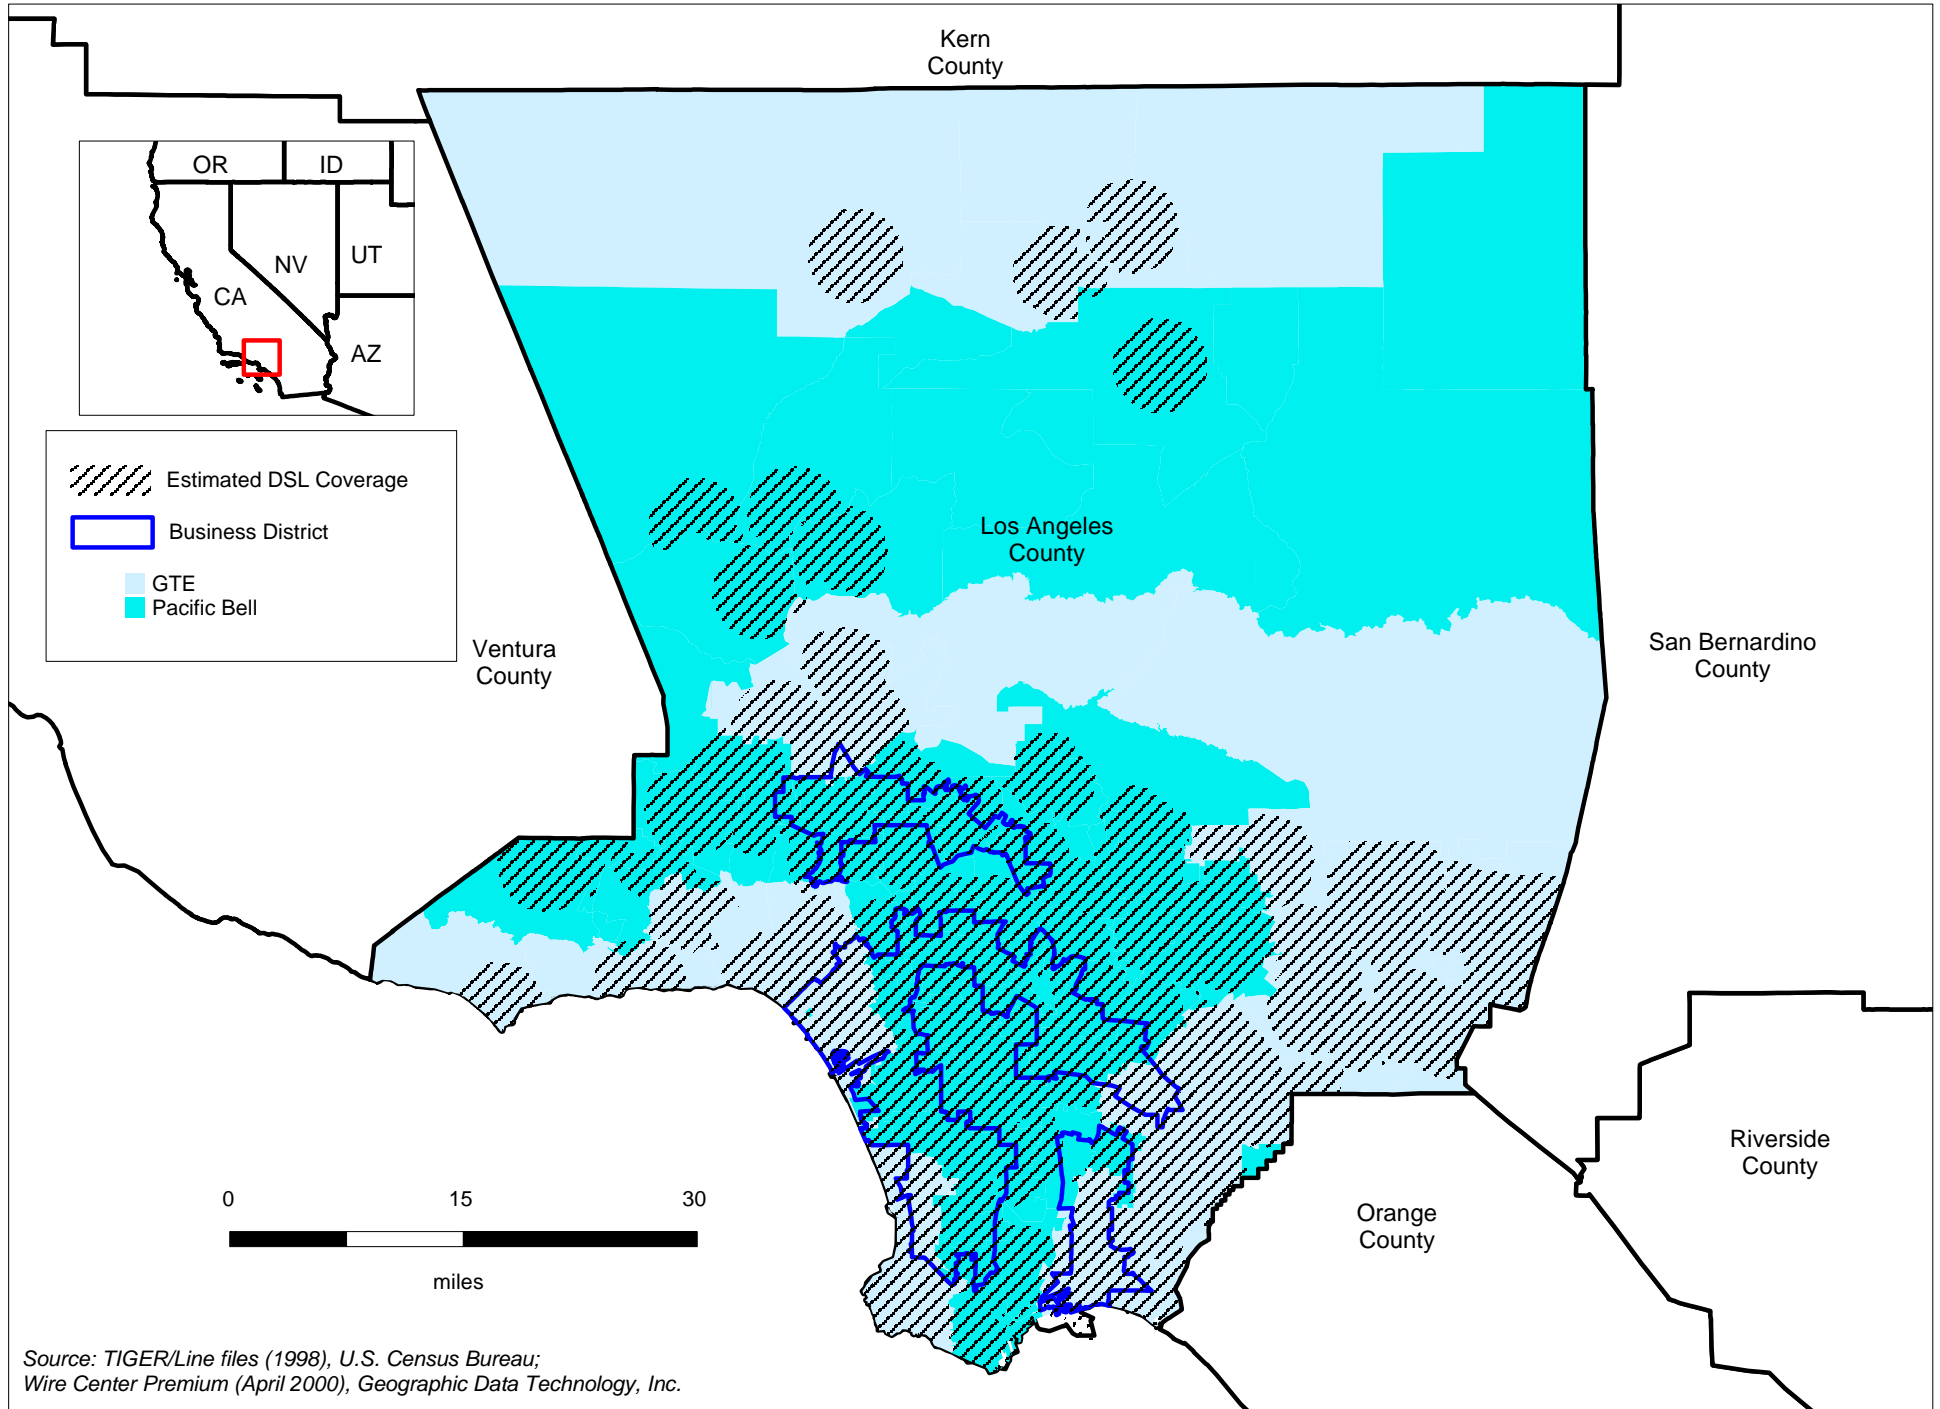 Kern
County
OR
ID
NV
UT
CA
AZ
Estimated DSL Coverage
Business District
GTE
Pacific Bell
Los Angeles
County
Ventura
County
San Bernardino
County
Riverside
County
Orange
County
0
15
30
miles
Source: TIGER/Line files (1998), U.S. Census Bureau;
Wire Center Premium (April 2000), Geographic Data Technology, Inc.